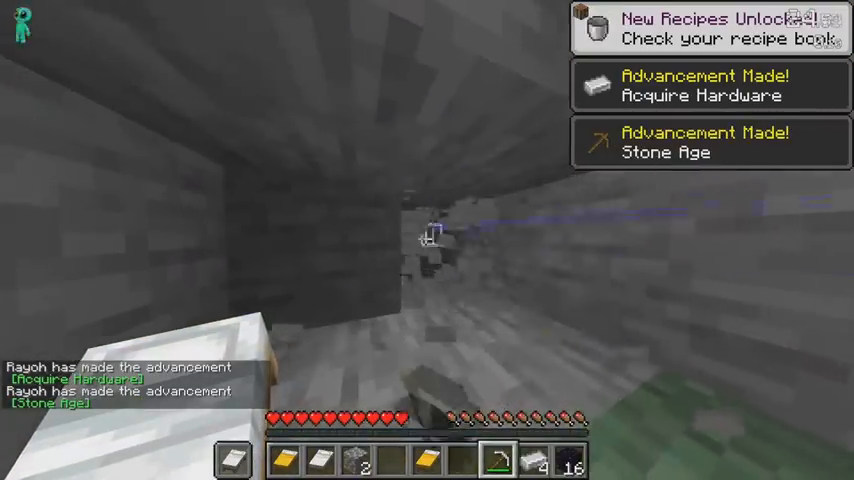 New Recipes Unlocked!
Check your recipe book
Advancement Made!
Acquire Hardware
Advancement Made!
Stone Age
Rayoh has made the advancement
[Acquire Hardware]
Rayoh has made the advancement
[Stone Age]
2
4
16